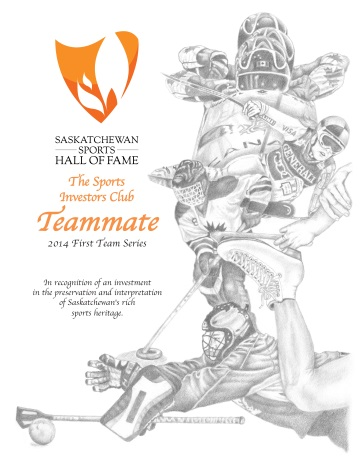 SASKATCHEWAN
SPORTS
HALL OF FAME
The Sports
Investors Club
Teammate
2014 First Team Series
In recognition of an investment
in the preservation and interpretation
of Saskatchewan's rich
sports heritage.
GENERALS